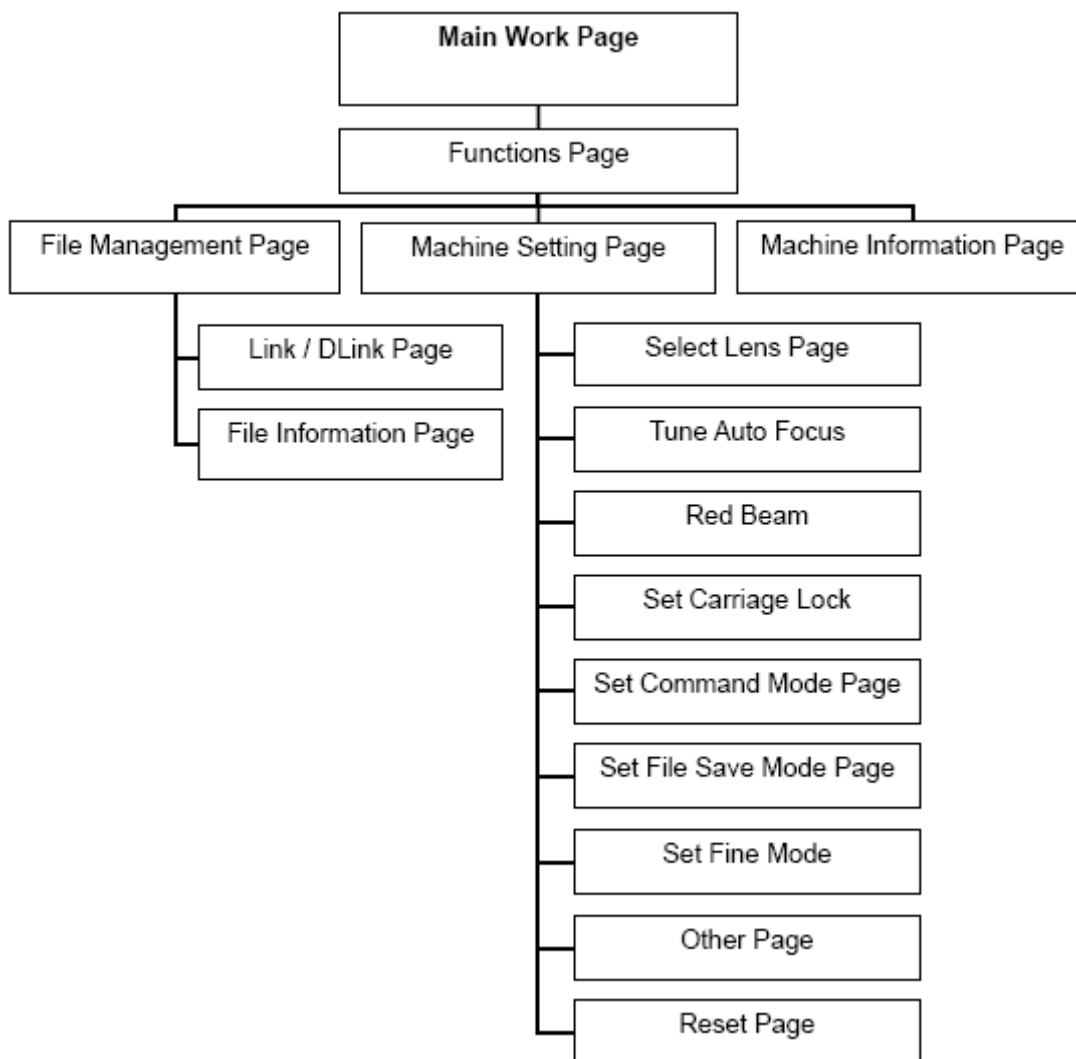 Main Work Page
Functions Page
File Management Page
Machine Setting Page
Machine Information Page
Link / DLink Page
File Information Page
Select Lens Page
Tune Auto Focus
Red Beam
Set Carriage Lock
Set Command Mode Page
Set File Save Mode Page
Set Fine Mode
Other Page
Reset Page